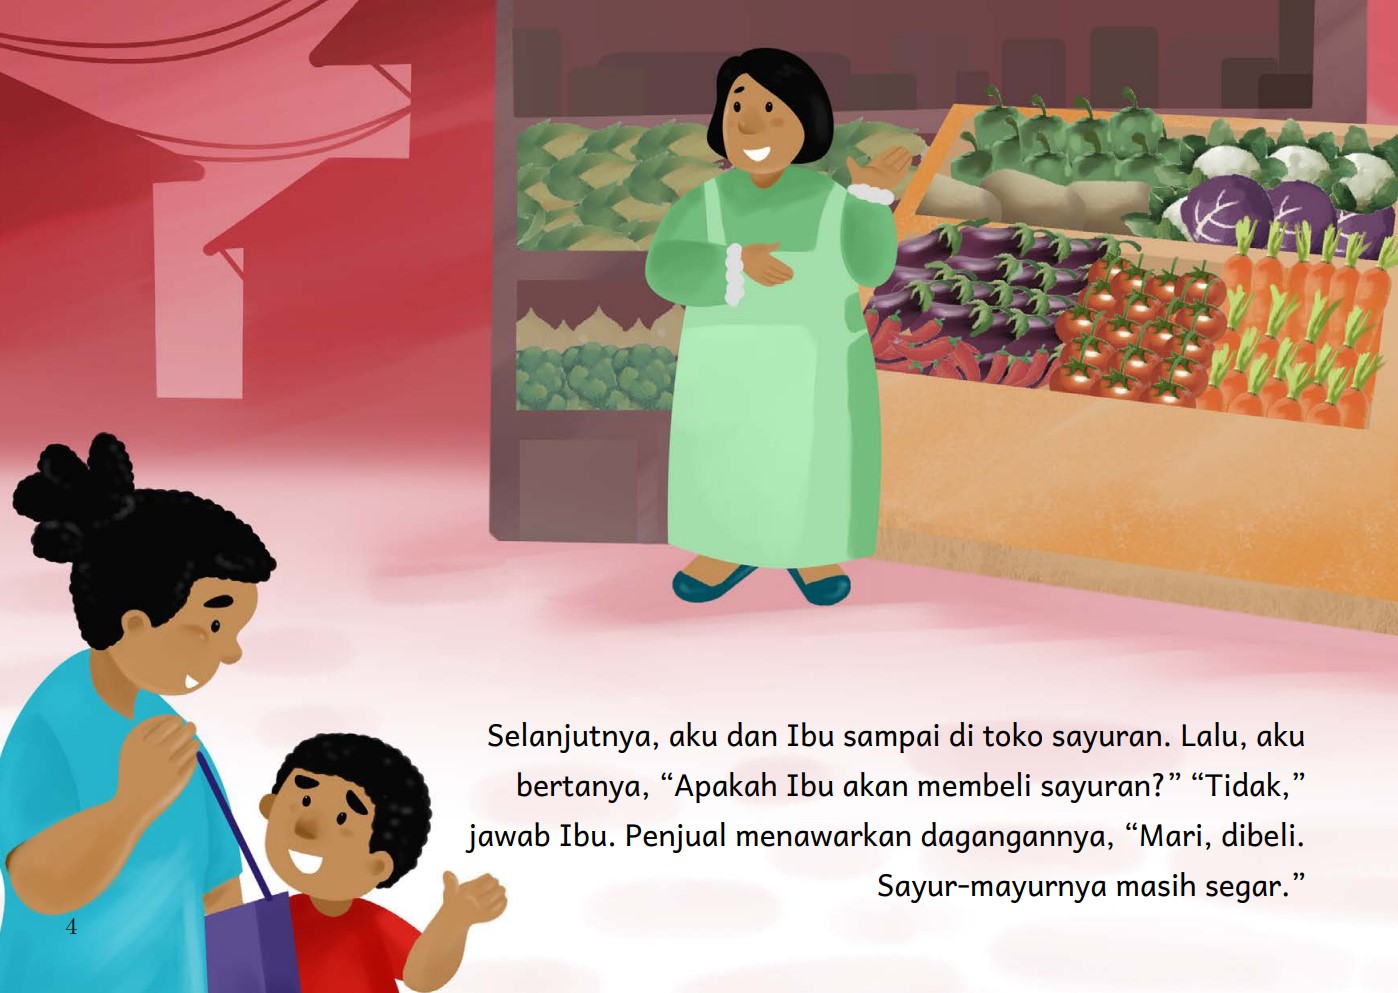 Selanjutnya, aku dan Ibu sampai di toko sayuran. Lalu, aku
bertanya, “Apakah Ibu akan membeli sayuran?” “Tidak,”
jawab Ibu. Penjual menawarkan dagangannya, “Mari, dibeli.
Sayur-mayurnya masih segar.”
4